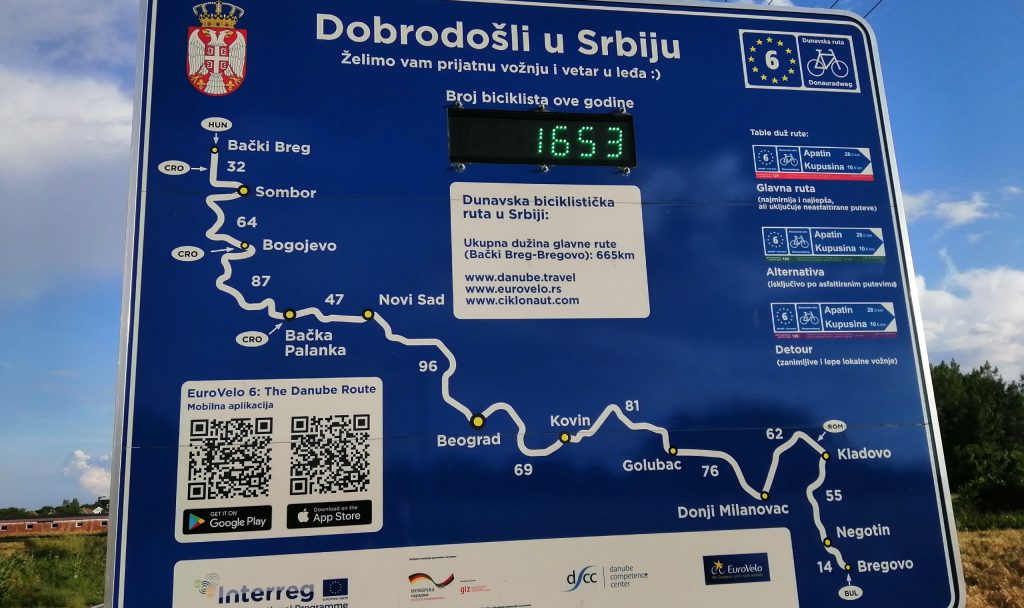 Dobrodošli u Srbiju
Želimo vam prijatnu vožnju i vetar u leđa :)
Broj biciklista ove godine
1653
6
Dunavska ruta
Donauradweg
HUN
Bački Breg
CRO
32
Sombor
64
CRO
Bogojevo
87
47
Novi Sad
CRO
Bačka
Palanka
96
Beograd
69
Kovin
81
Golubac
76
Donji Milanovac
62
ROM
Kladovo
55
Negotin
14
Bregovo
BUL
Dunavska biciklistička
ruta u Srbiji:
Ukupna dužina glavne rute
(Bački Breg-Bregovo): 665km
www.danube.travel
www.eurovelo.rs
www.ciklonaut.com
Table duž rute:
6
Apatin
Kupusina
Glavna ruta
(najmirnija i najlepša,
ali uključuje neasfaltirane puteve)
6
Apatin
Kupusina
Alternativa
(isključivo po asfaltiranim putevima)
6
Apatin
Kupusina
Detour
(zanimljive i lepe lokalne vožnje)
EuroVelo 6: The Danube Route
Mobilna aplikacija
GET IT ON
Google Play
Download on the
App Store
Interreg
giz
dcc
danube
competence
center
EuroVelo